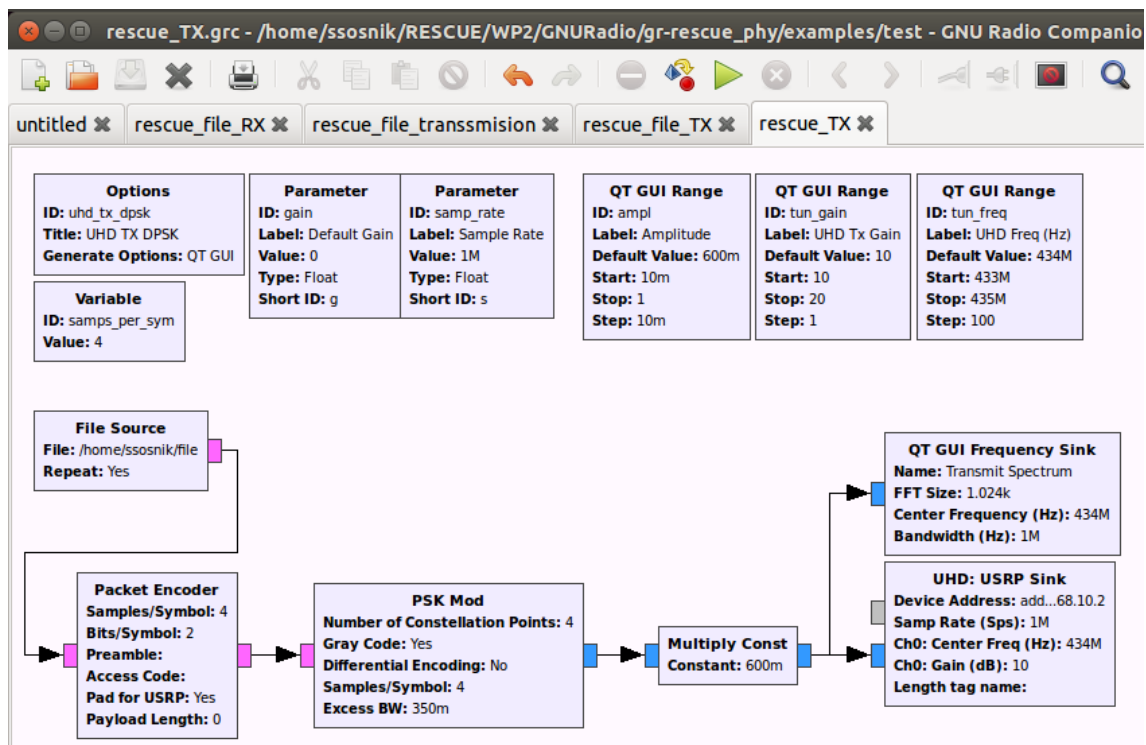 rescue_TX.grc - /home/ssosnik/RESCUE/WP2/GNURadio/gr-rescue_phy/examples/test - GNU Radio Companio
untitled
rescue_file_RX
rescue_file_transsmision
rescue_file_TX
rescue_TX
Options
ID: uhd_tx_dpsk
Title: UHD TX DPSK
Generate Options: QT GUI
Parameter
ID: gain
Label: Default Gain
Value: 0
Type: Float
Short ID: g
Parameter
ID: samp_rate
Label: Sample Rate
Value: 1M
Type: Float
Short ID: s
QT GUI Range
ID: ampl
Label: Amplitude
Default Value: 600m
Start: 10m
Stop: 1
Step: 10m
QT GUI Range
ID: tun_gain
Label: UHD Tx Gain
Default Value: 10
Start: 10
Stop: 20
Step: 1
QT GUI Range
ID: tun_freq
Label: UHD Freq (Hz)
Default Value: 434M
Start: 433M
Stop: 435M
Step: 100
Variable
ID: samps_per_sym
Value: 4
File Source
File: /home/ssosnik/file
Repeat: Yes
QT GUI Frequency Sink
Name: Transmit Spectrum
FFT Size: 1.024k
Center Frequency (Hz): 434M
Bandwidth (Hz): 1M
Packet Encoder
Samples/Symbol: 4
Bits/Symbol: 2
Preamble:
Access Code:
Pad for USRP: Yes
Payload Length: 0
PSK Mod
Number of Constellation Points: 4
Gray Code: Yes
Differential Encoding: No
Samples/Symbol: 4
Excess BW: 350m
Multiply Const
Constant: 600m
UHD: USRP Sink
Device Address: add...68.10.2
Samp Rate (Sps): 1M
Ch0: Center Freq (Hz): 434M
Ch0: Gain (dB): 10
Length tag name: